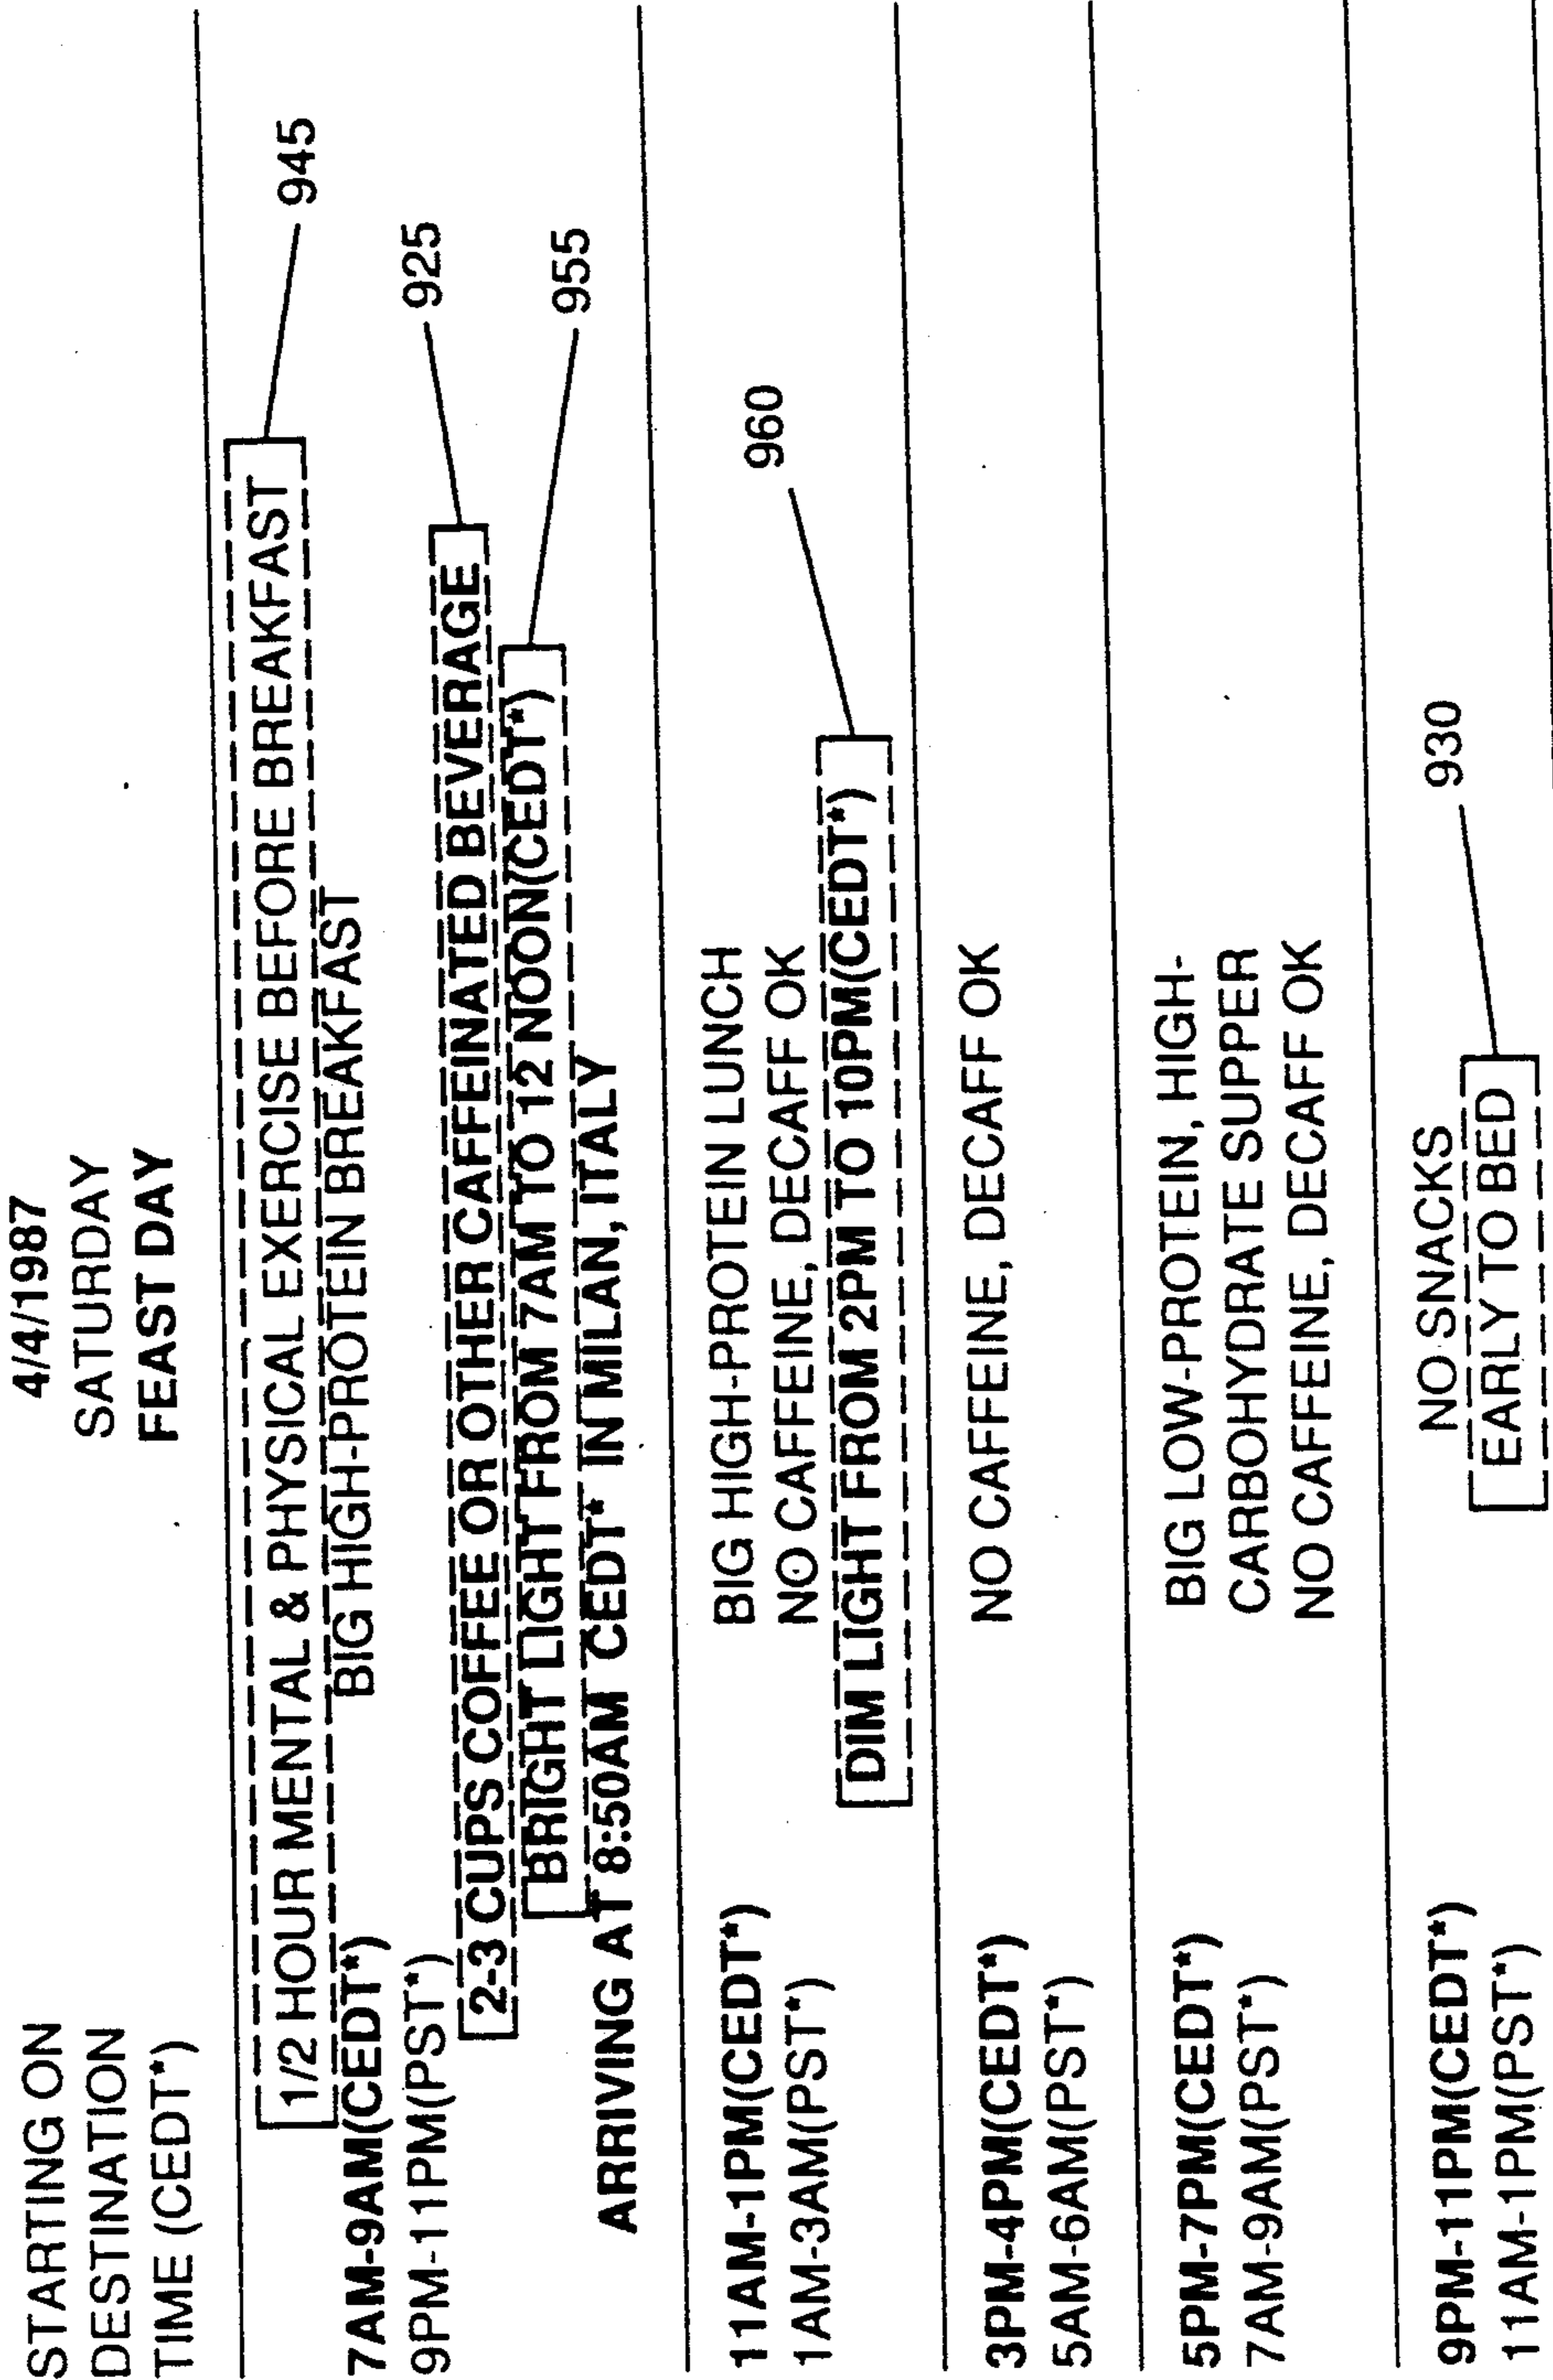 STARTING ON
DESTINATION
TIME (CEDT*)
4/4/1987
SATURDAY
FEAST DAY
1/2 HOUR MENTAL & PHYSICAL EXERCISE BEFORE BREAKFAST
945
7AM-9AM(CEDT*)
BIG HIGH-PROTEIN BREAKFAST
9PM-11PM(PST*)
2-3 CUPS COFFEE OR OTHER CAFFEINATED BEVERAGE
925
BRIGHT LIGHT FROM 7AM TO 12 NOON(CEDT*)
955
ARRIVING AT 8:50AM CEDT* IN MILAN, ITALY
11AM-1PM(CEDT*)
BIG HIGH-PROTEIN LUNCH
1AM-3AM(PST*)
NO CAFFEINE, DECAFF OK
DIM LIGHT FROM 2PM TO 10PM(CEDT*)
960
3PM-4PM(CEDT*)
NO CAFFEINE, DECAFF OK
5AM-6AM(PST*)
5PM-7PM(CEDT*)
BIG LOW-PROTEIN, HIGH-
7AM-9AM(PST*)
CARBOHYDRATE SUPPER
NO CAFFEINE, DECAFF OK
9PM-11PM(CEDT*)
NO SNACKS
11AM-1PM(PST*)
EARLY TO BED
930